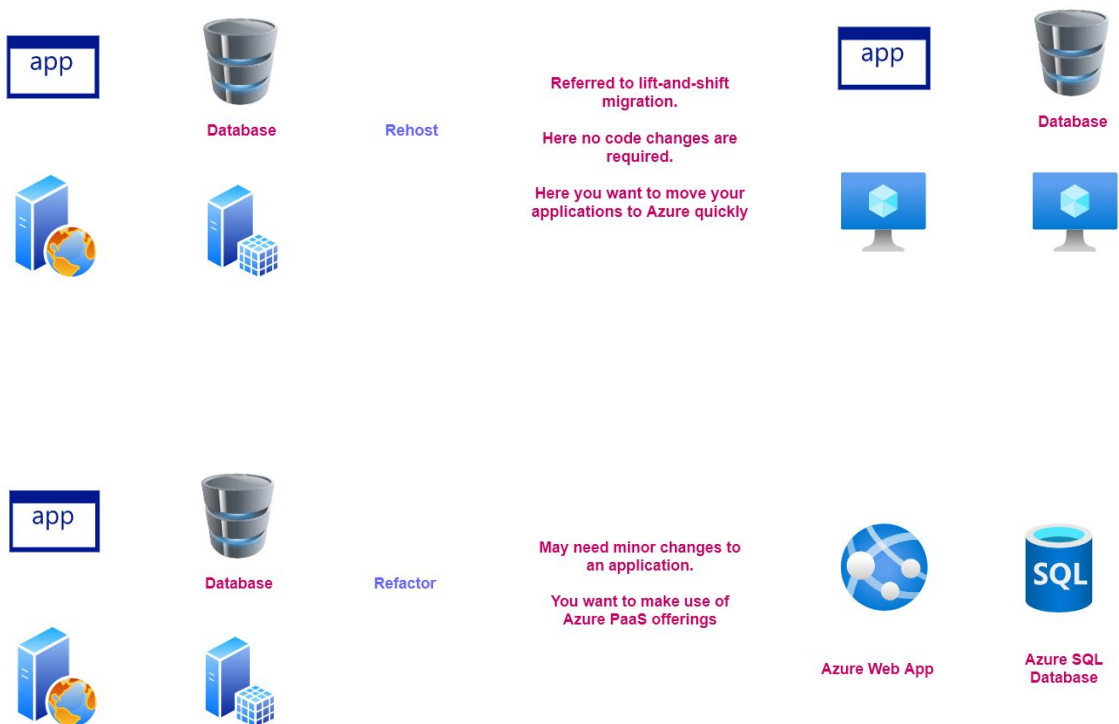 app
Database
Rehost
Referred to lift-and-shift
migration.
Here no code changes are
required.
Here you want to move your
applications to Azure quickly
app
Database
app
Database
Refactor
May need minor changes to
an application.
You want to make use of
Azure PaaS offerings
Azure Web App
SQL
Azure SQL
Database